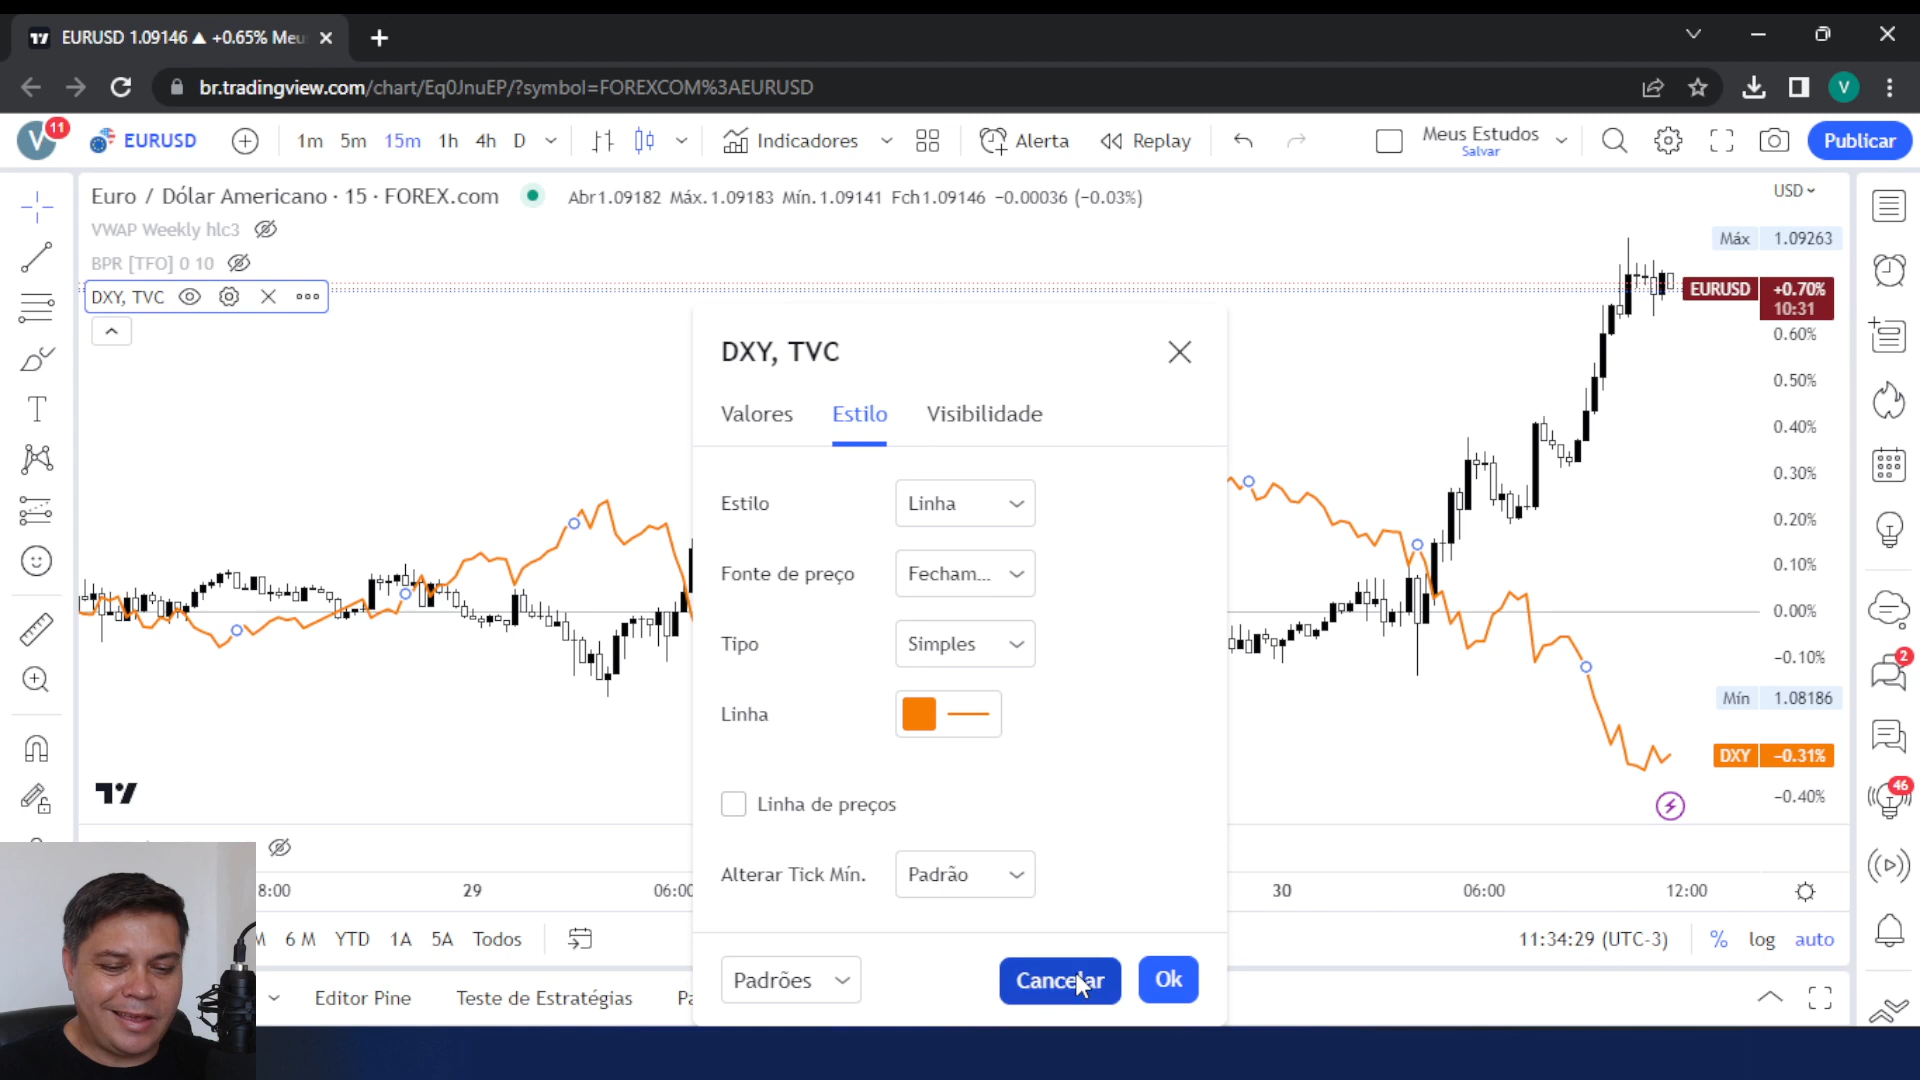 EURUSD 1.09146 ▲ +0.65% Meu
br.tradingview.com/chart/Eq0JnuEP/?symbol=FOREXCOM%3AEURUSD
V
V 11 EURUSD 1m 5m 15m 1h 4h D Indicadores Alerta Replay Meus Estudos Salvar Publicar
Euro / Dólar Americano · 15 · FOREX.com Abr1.09182 Máx.1.09183 Mín.1.09141 Fch1.09146 −0.00036 (−0.03%)
USD
VWAP Weekly hlc3
BPR [TFO] 0 10
DXY, TVC
Máx 1.09263
EURUSD +0.70%
10:31
0.60%
0.50%
0.40%
0.30%
0.20%
0.10%
0.00%
−0.10%
Mín 1.08186
DXY −0.31%
−0.40%
DXY, TVC
Valores Estilo Visibilidade
Estilo Linha
Fonte de preço Fecham...
Tipo Simples
Linha
Linha de preços
Alterar Tick Mín. Padrão
Padrões Cancelar Ok
2
46
8:00 29 06:00 30 06:00 12:00
6 M YTD 1A 5A Todos
11:34:29 (UTC-3) % log auto
Editor Pine Teste de Estratégias